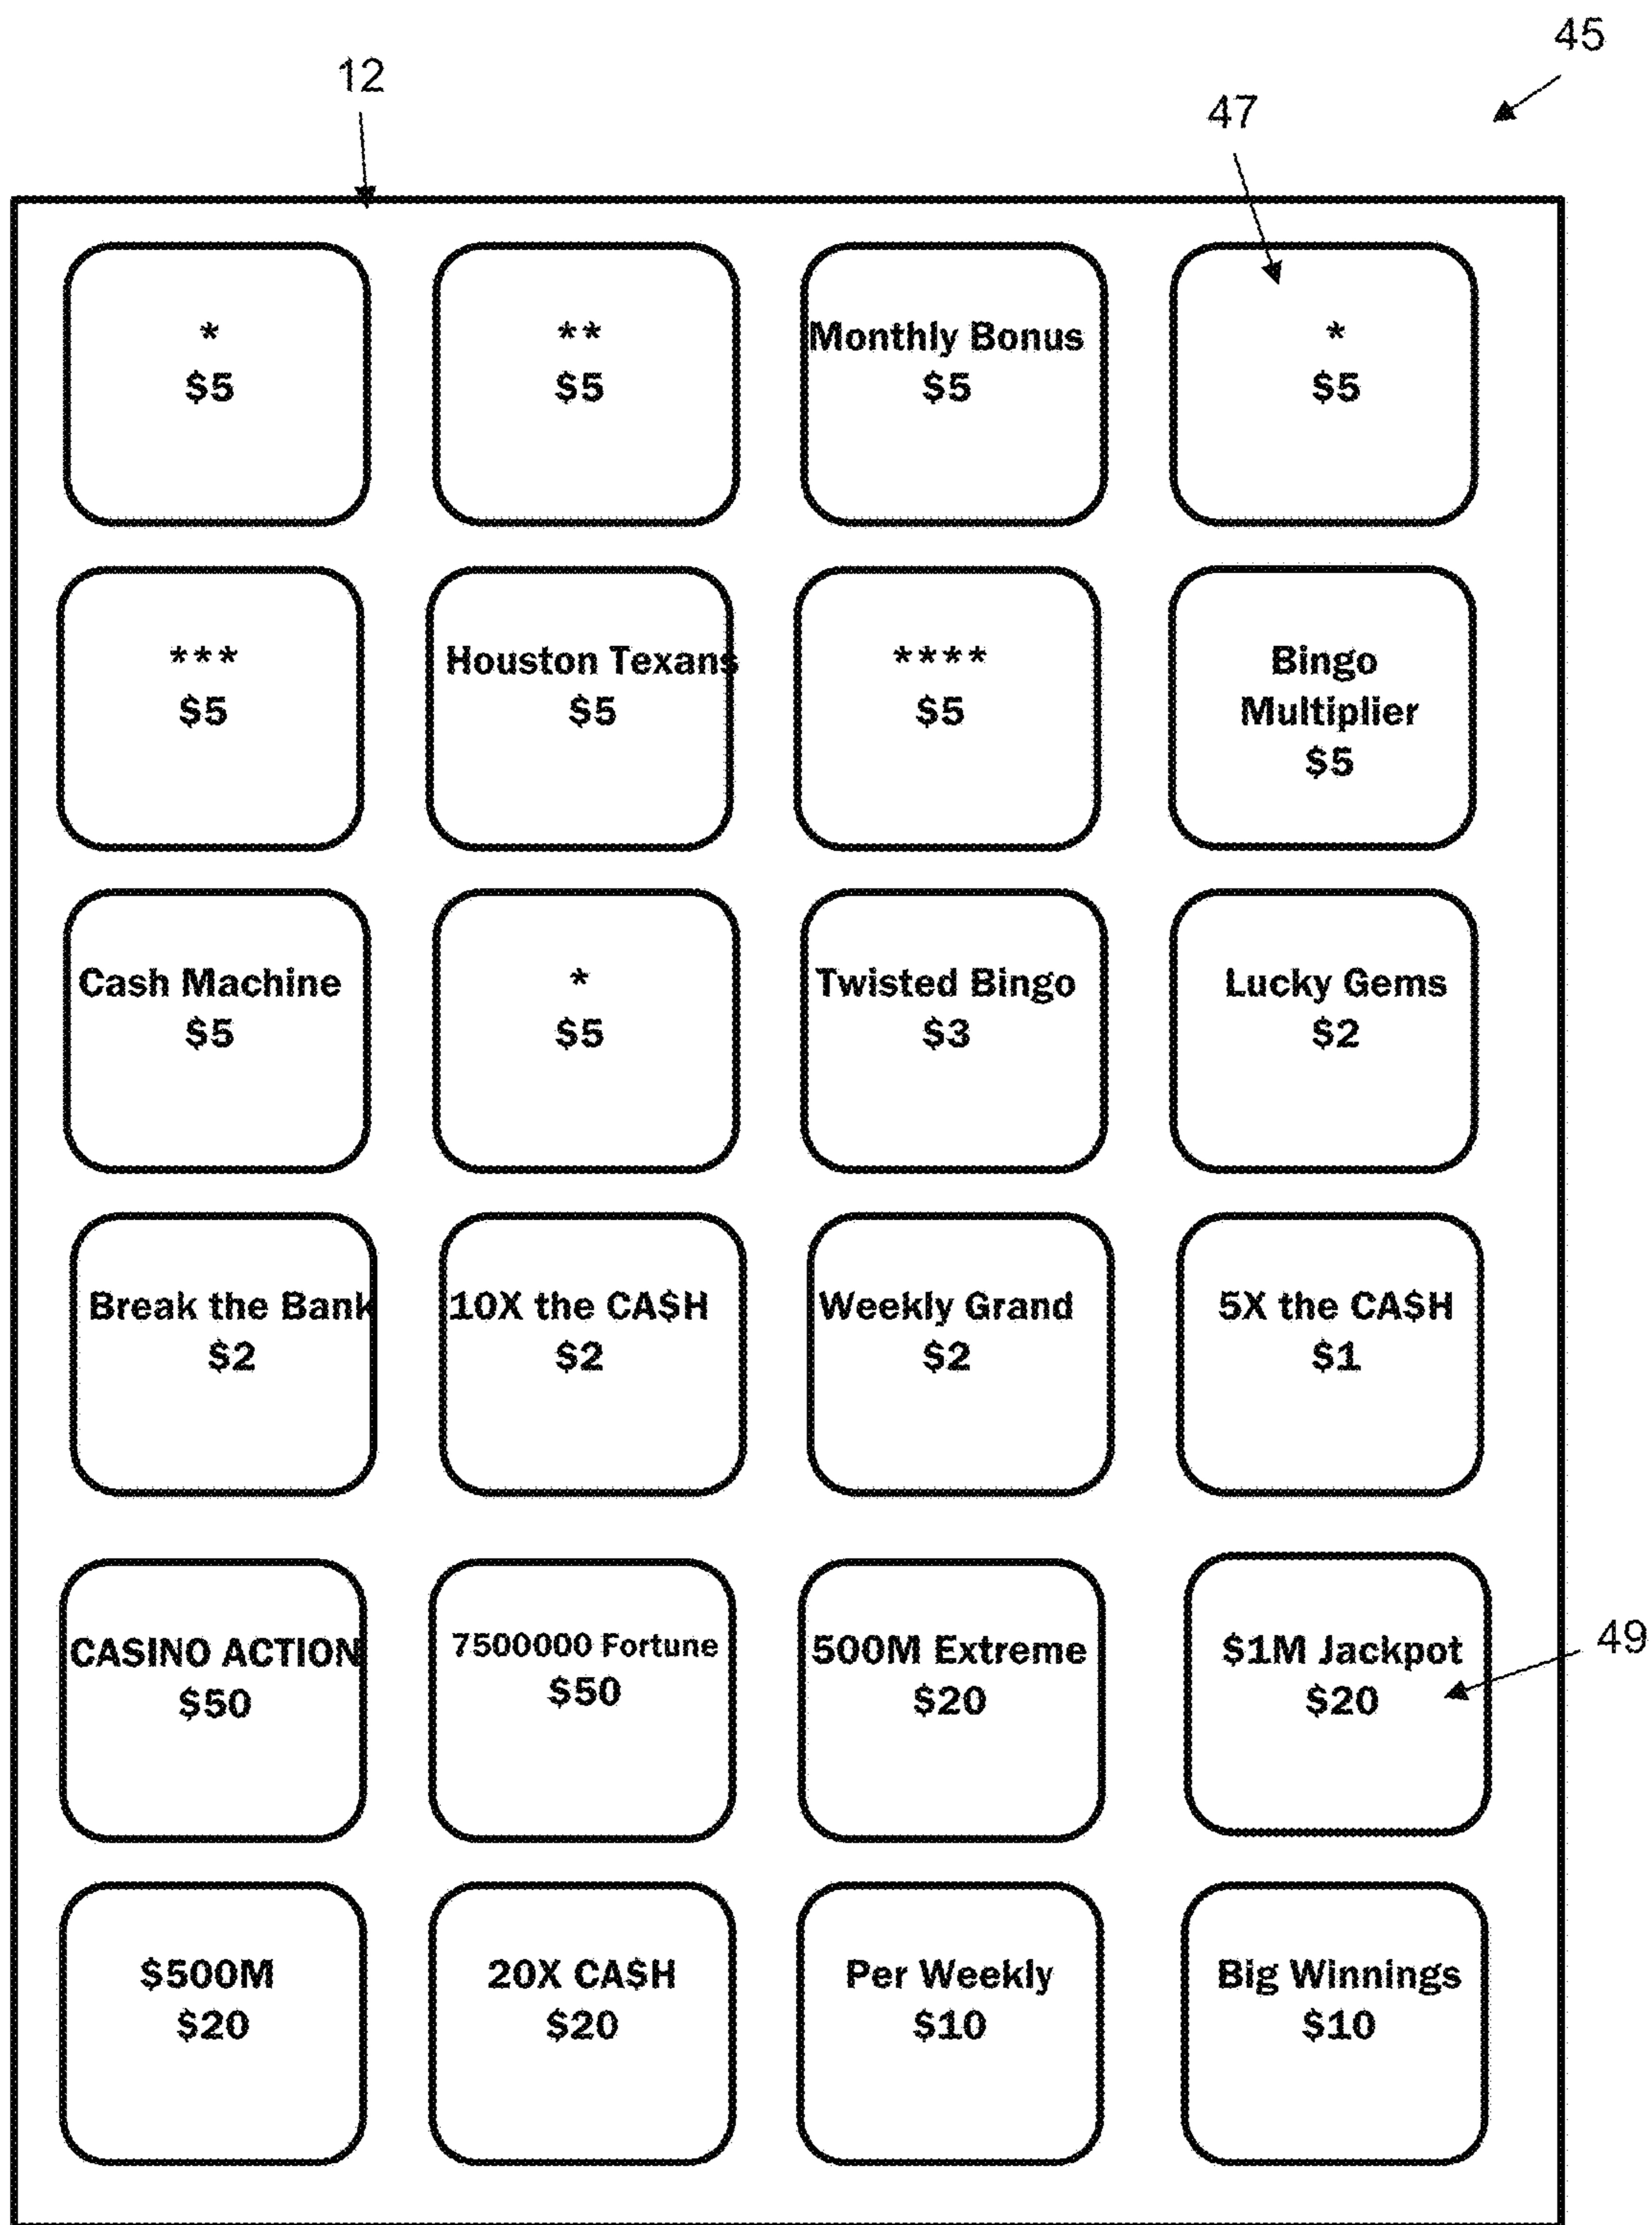 45
12
47
*
$5
**
$5
Monthly Bonus
$5
*
$5
***
$5
Houston Texans
$5
****
$5
Bingo
Multiplier
$5
Cash Machine
$5
*
$5
Twisted Bingo
$3
Lucky Gems
$2
Break the Bank
$2
10X the CA$H
$2
Weekly Grand
$2
5X the CA$H
$1
CASINO ACTION
$50
7500000 Fortune
$50
500M Extreme
$20
$1M Jackpot
$20
49
$500M
$20
20X CA$H
$20
Per Weekly
$10
Big Winnings
$10